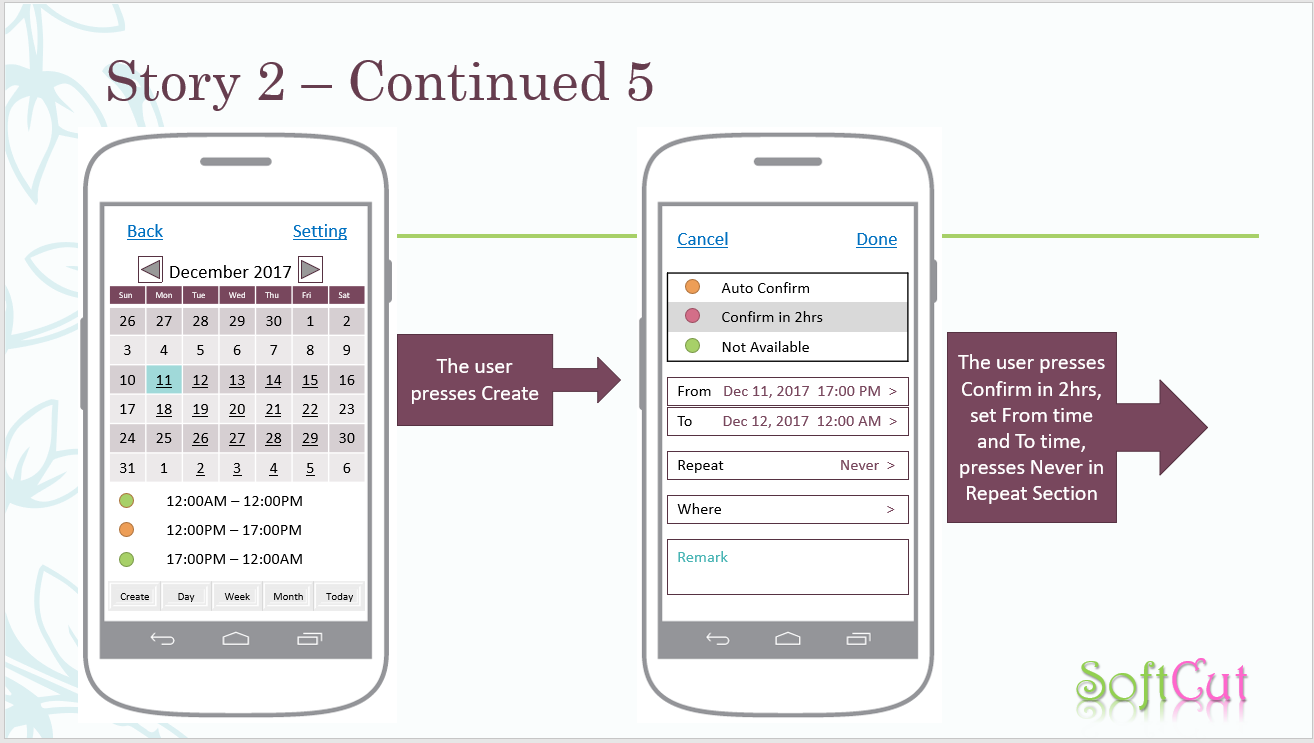 Story 2 – Continued 5
Back Setting
December 2017
Sun Mon Tue Wed Thu Fri Sat
26 27 28 29 30 1 2
3 4 5 6 7 8 9
10 11 12 13 14 15 16
17 18 19 20 21 22 23
24 25 26 27 28 29 30
31 1 2 3 4 5 6
12:00AM – 12:00PM
12:00PM – 17:00PM
17:00PM – 12:00AM
Create Day Week Month Today
The user
presses Create
Cancel Done
Auto Confirm
Confirm in 2hrs
Not Available
From Dec 11, 2017 17:00 PM >
To Dec 12, 2017 12:00 AM >
Repeat Never >
Where >
Remark
The user presses
Confirm in 2hrs,
set From time
and To time,
presses Never in
Repeat Section
SoftCut